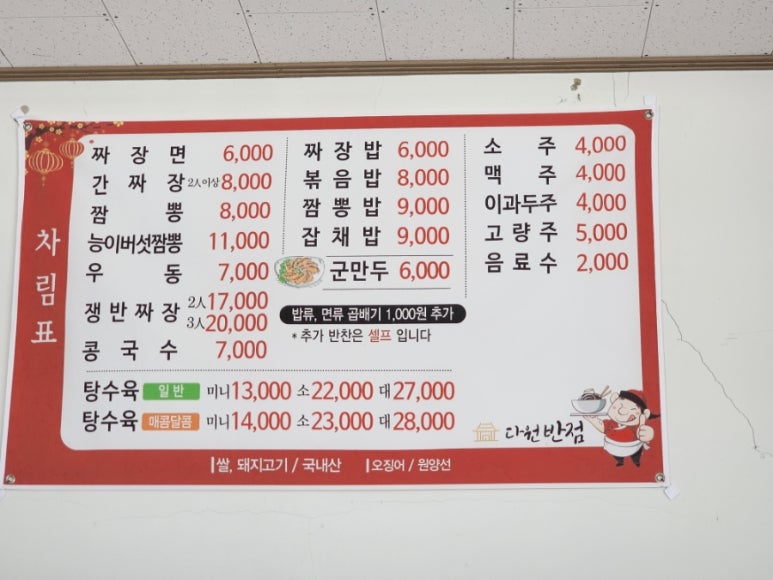 차림표
짜장면 6,000
간짜장 2人이상 8,000
짬뽕 8,000
능이버섯짬뽕 11,000
우동 7,000
쟁반짜장 2人 17,000
3人 20,000
콩국수 7,000
짜장밥 6,000
볶음밥 8,000
짬뽕밥 9,000
잡채밥 9,000
군만두 6,000
밥류, 면류 곱배기 1,000원 추가
* 추가 반찬은 셀프 입니다
소주 4,000
맥주 4,000
이과두주 4,000
고량주 5,000
음료수 2,000
탕수육 일반 미니 13,000 소 22,000 대 27,000
탕수육 매콤달콤 미니 14,000 소 23,000 대 28,000
다원반점
쌀, 돼지고기 / 국내산 오징어 / 원양선